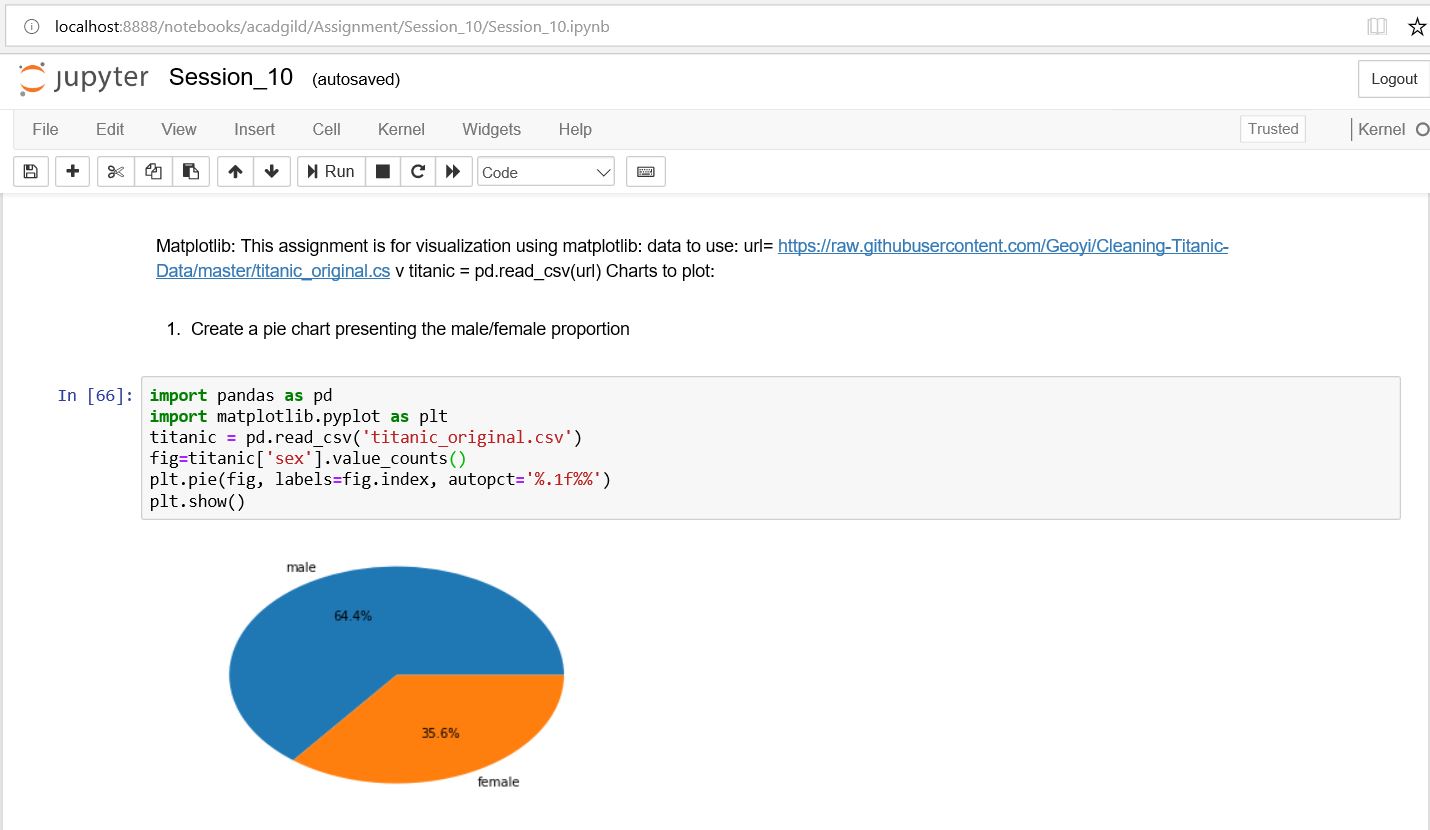 localhost:8888/notebooks/acadgild/Assignment/Session_10/Session_10.ipynb
jupyter Session_10 (autosaved) Logout
File Edit View Insert Cell Kernel Widgets Help Trusted Kernel
Run Code
Matplotlib: This assignment is for visualization using matplotlib: data to use: url= https://raw.githubusercontent.com/Geoyi/Cleaning-Titanic-
Data/master/titanic_original.cs v titanic = pd.read_csv(url) Charts to plot:
1. Create a pie chart presenting the male/female proportion
In [66]: import pandas as pd
import matplotlib.pyplot as plt
titanic = pd.read_csv('titanic_original.csv')
fig=titanic['sex'].value_counts()
plt.pie(fig, labels=fig.index, autopct='%.1f%%')
plt.show()
male
64.4%
35.6%
female